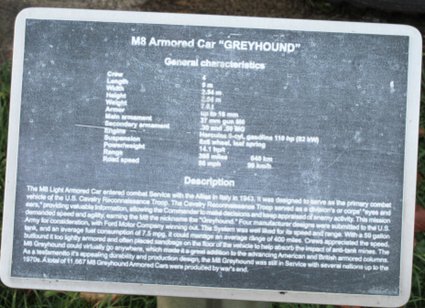 M8 Armored Car "GREYHOUND"
General characteristics
Crew 4
Length 5 m
Width 2.54 m
Height
Weight
Armor up to 19 mm
Main armament 37 mm gun M6
Secondary armament .30 and .50 MG
Engine Hercules 6-cyl. gasoline 110 hp (82 kW)
Suspension 6x6 wheel, leaf spring
Power/weight 14.1 hp/t
Range 400 miles 640 km
Road speed 56 mph 90 km/h
Description
The M8 Light Armored Car entered combat Service with the Allies in Italy in 1943. It was designed to serve as the primary combat
vehicle of the U.S. Cavalry Reconnaissance Troop. The Cavalry Reconnaissance Troop served as a division's or corps' "eyes and
ears," providing valuable information, allowing the Commander to make decisions and keep appraised of enemy activity. This mission
demanded speed and agility, earning the M8 the nickname the "Greyhound." Four manufacturer designs were submitted to the U.S.
Army for consideration, with Ford Motor Company winning out. The System was well liked for its speed and range. With a 59 gallon
tank, and an average fuel consumption of 7.5 mpg, it could manage an average range of 400 miles. Crews appreciated the speed,
but found it too lightly armored and often placed sandbags on the floor of the vehicle to help absorb the impact of anti-tank mines. The
M8 Greyhound could virtually go anywhere, which made it a great addition to the advancing American and British armored columns.
As a testament to it's appealing durability and production design, the M8 Greyhound was still in Service with several nations up to the
1970s. A total of 11,667 M8 Greyhound Armored Cars were produced by war's end.